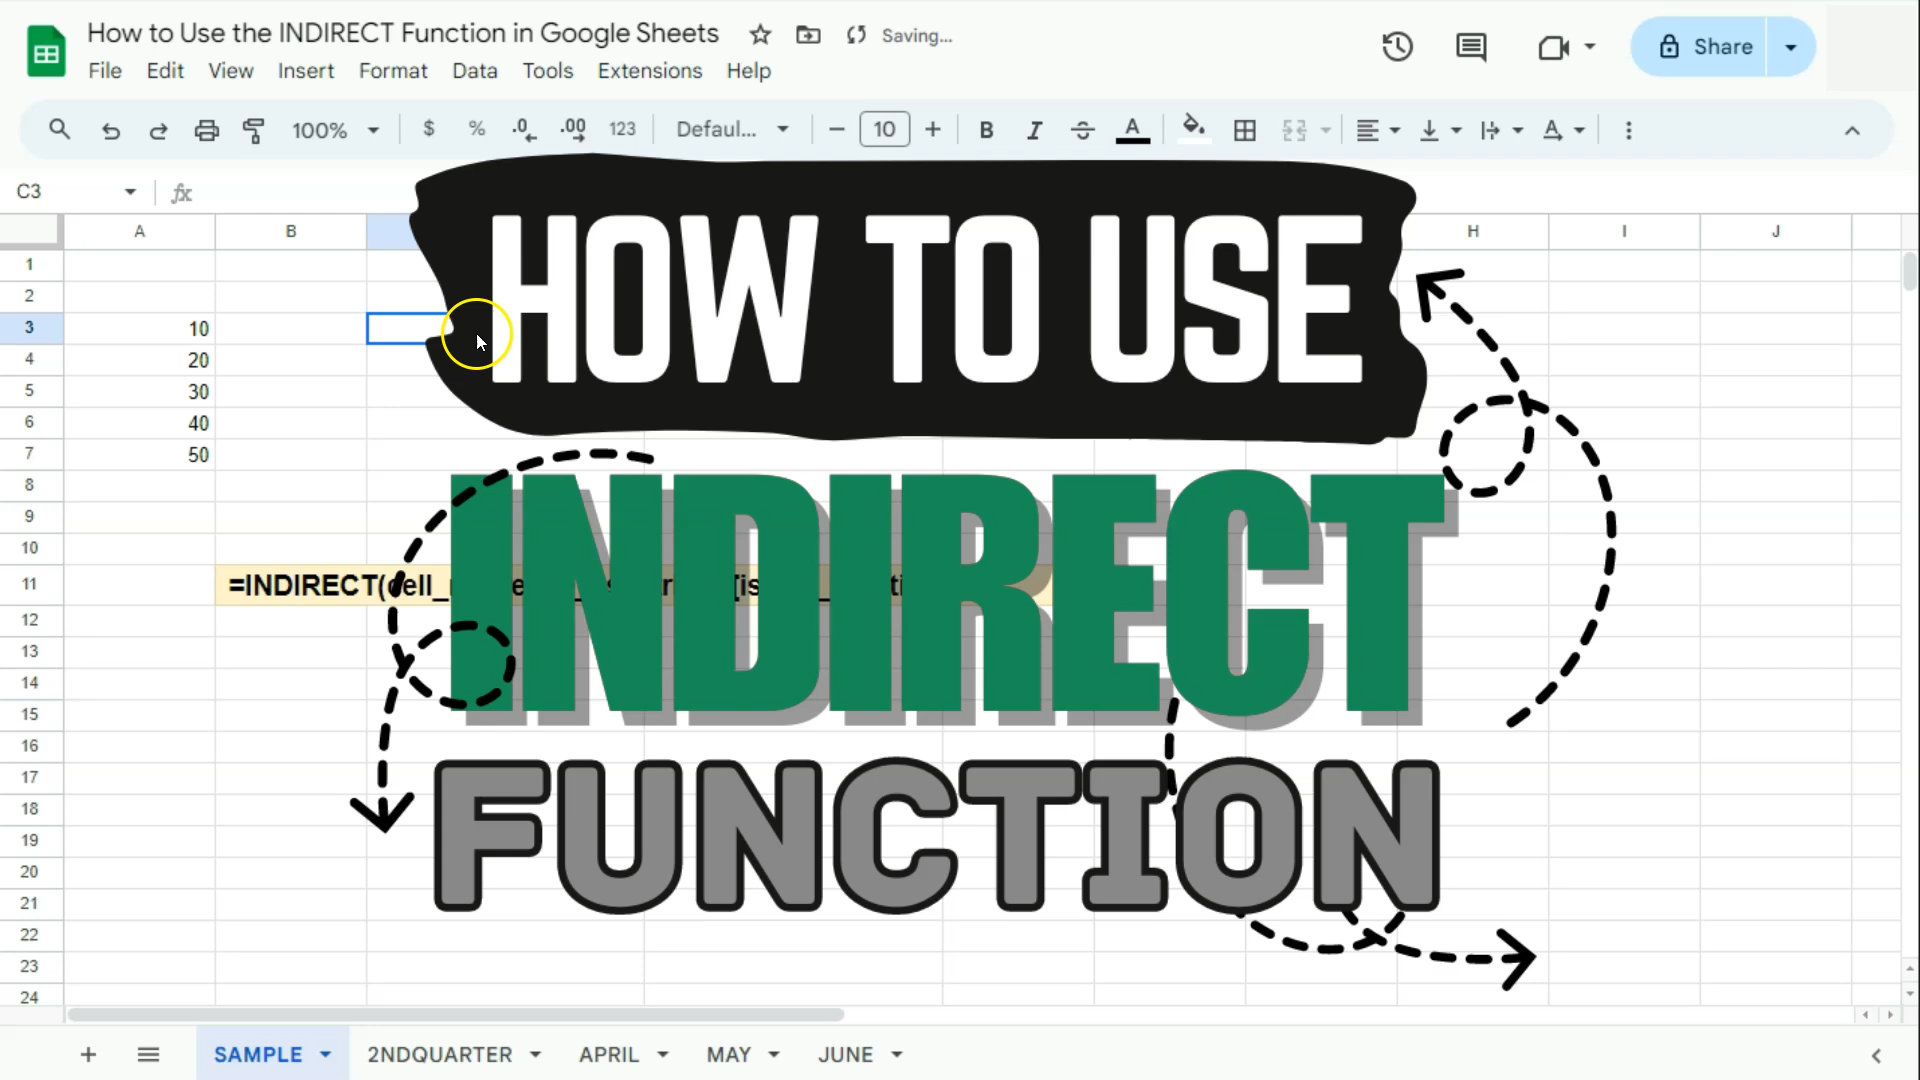 How to Use the INDIRECT Function in Google Sheets Saving...
File Edit View Insert Format Data Tools Extensions Help
Share
100% $ % .0 .00 123 Defaul... 10 B I S A
C3 fx
A B H I J
HOW TO USE
1
2
3 10
4 20
5 30
6 40
7 50
8
9
10
11 =INDIRECT(
12
13
14
15
16
17
18
19
20
21
22
23
24
INDIRECT
FUNCTION
SAMPLE 2NDQUARTER APRIL MAY JUNE